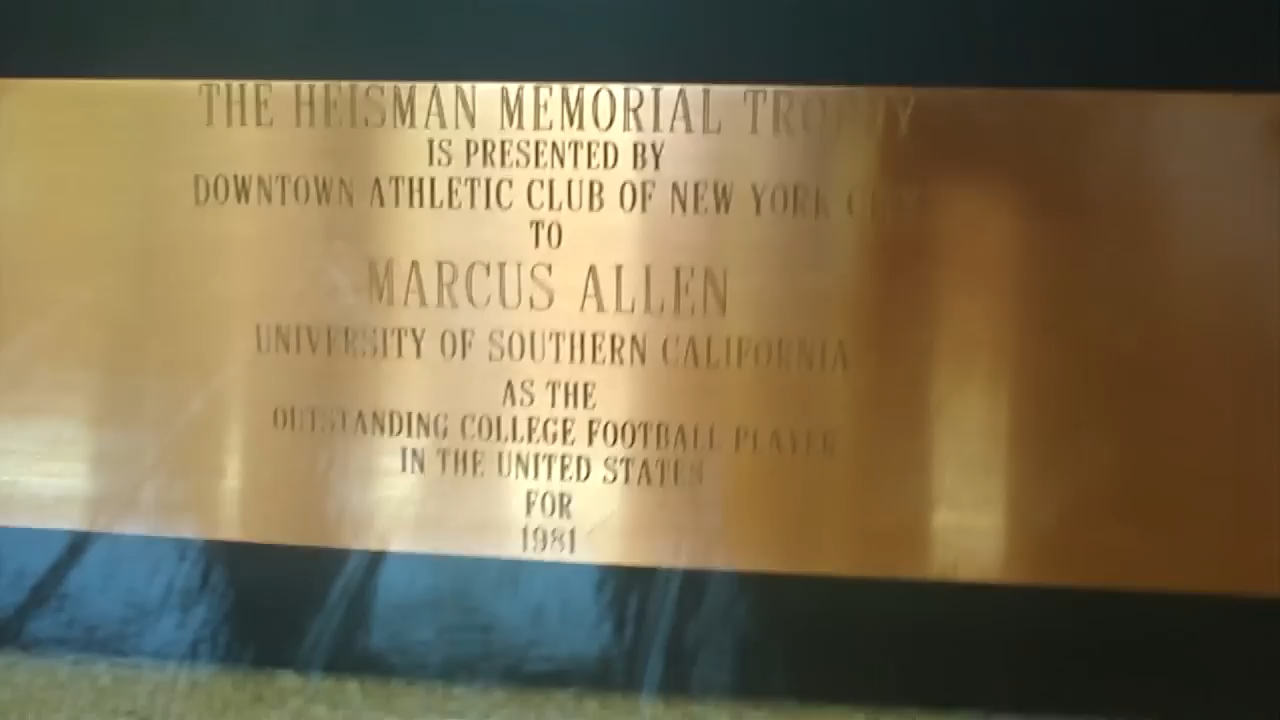 THE HEISMAN MEMORIAL TROPHY
IS PRESENTED BY
DOWNTOWN ATHLETIC CLUB OF NEW YORK CITY
TO
MARCUS ALLEN
UNIVERSITY OF SOUTHERN CALIFORNIA
AS THE
OUTSTANDING COLLEGE FOOTBALL PLAYER
IN THE UNITED STATES
FOR
1981